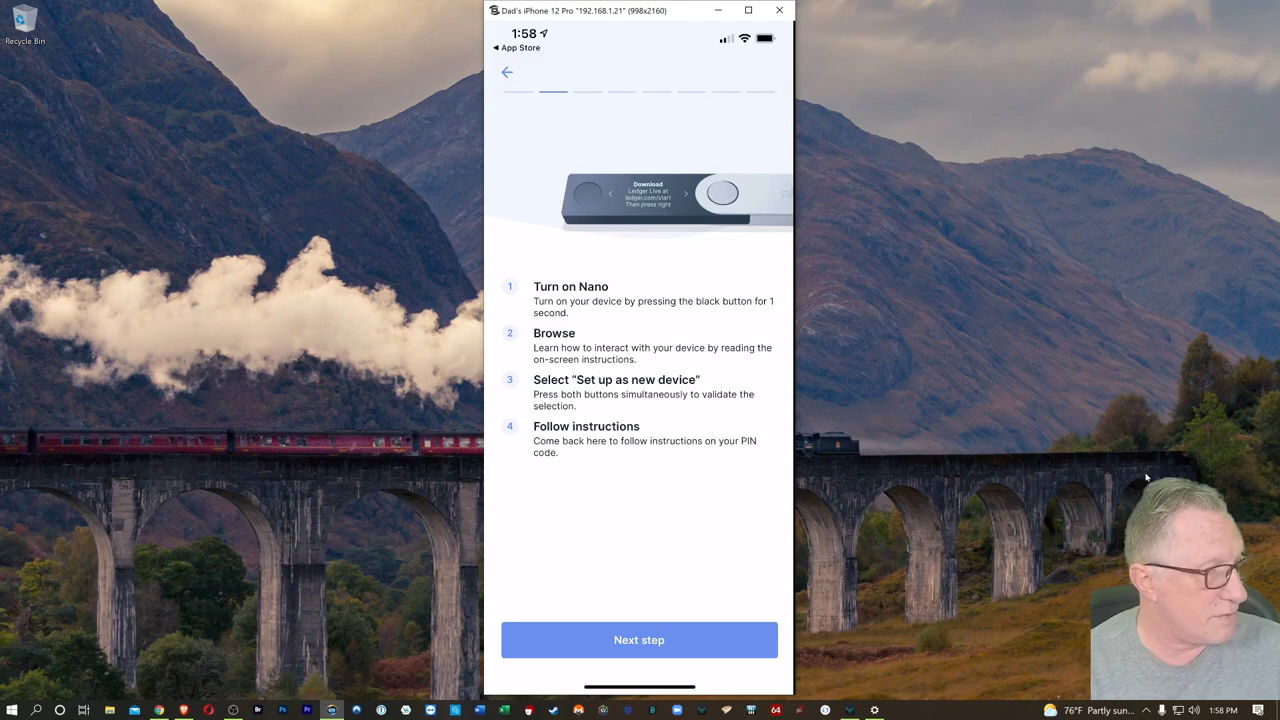 Recycle Bin
Dad's iPhone 12 Pro "192.168.1.21" (998x2160)
1:58
App Store
Download
Ledger Live at
ledger.com/start
Then press right
1
Turn on Nano
Turn on your device by pressing the black button for 1
second.
2
Browse
Learn how to interact with your device by reading the
on-screen instructions.
3
Select “Set up as new device”
Press both buttons simultaneously to validate the
selection.
4
Follow instructions
Come back here to follow instructions on your PIN
code.
Next step
Br
Ps
Pr
64
76°F Partly sun...
1:58 PM